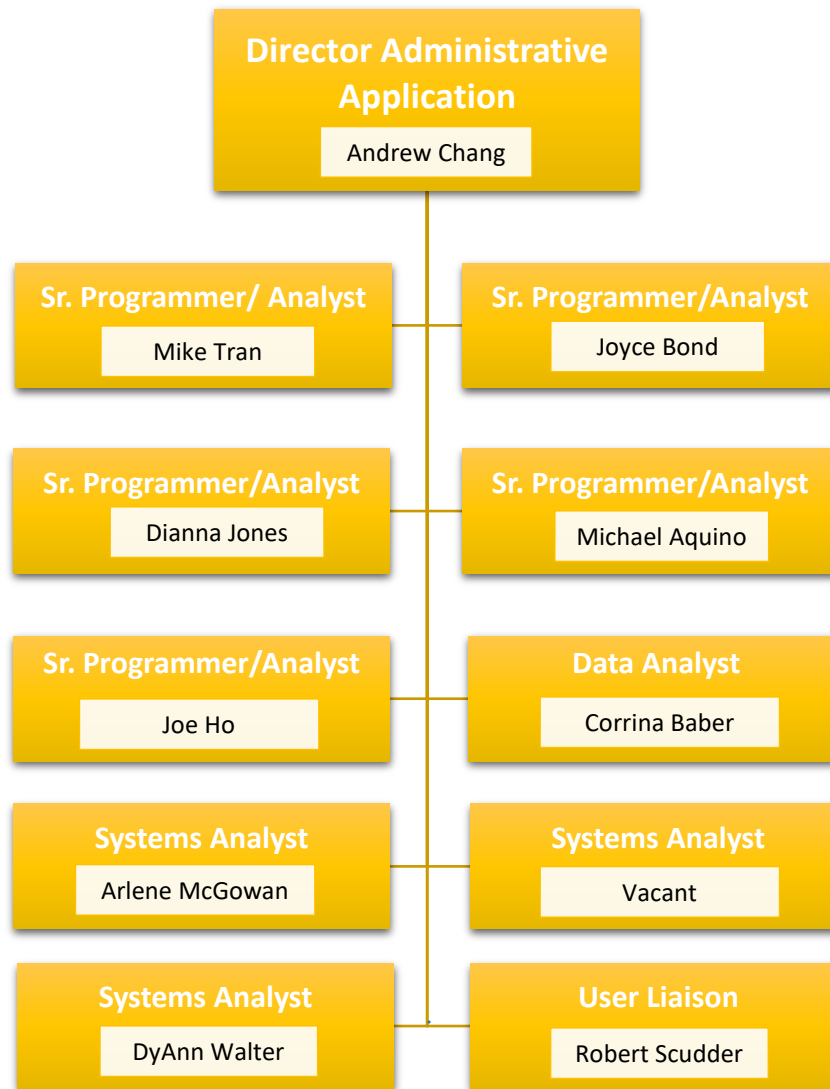 Director Administrative
Application
Andrew Chang
Sr. Programmer/ Analyst
Mike Tran
Sr. Programmer/Analyst
Joyce Bond
Sr. Programmer/Analyst
Dianna Jones
Sr. Programmer/Analyst
Michael Aquino
Sr. Programmer/Analyst
Joe Ho
Data Analyst
Corrina Baber
Systems Analyst
Arlene McGowan
Systems Analyst
Vacant
Systems Analyst
DyAnn Walter
User Liaison
Robert Scudder